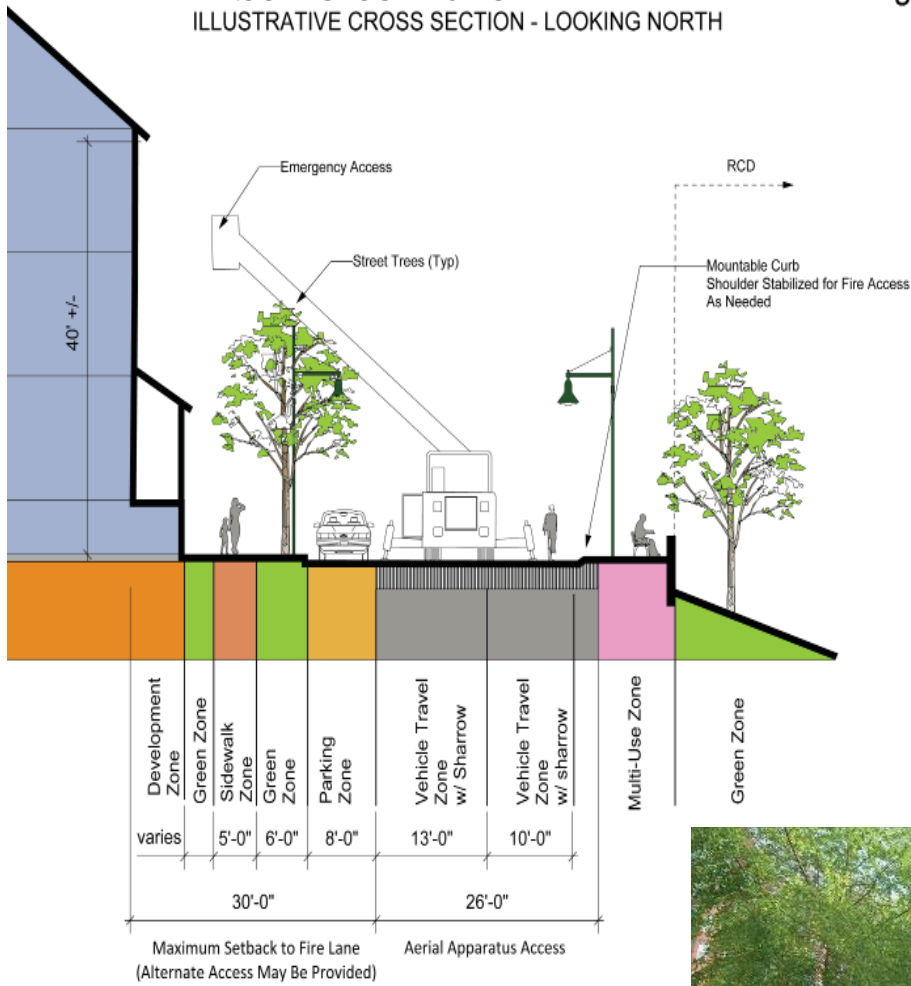 ILLUSTRATIVE CROSS SECTION - LOOKING NORTH
Emergency Access
RCD
Street Trees (Typ)
Mountable Curb
Shoulder Stabilized for Fire Access
As Needed
40' +/-
Development
Zone
Green Zone
Sidewalk
Zone
Green
Zone
Parking
Zone
Vehicle Travel
Zone
w/ Sharrow
Vehicle Travel
Zone
w/ sharrow
Multi-Use Zone
Green Zone
varies
5'-0"
6'-0"
8'-0"
13'-0"
10'-0"
30'-0"
26'-0"
Maximum Setback to Fire Lane
(Alternate Access May Be Provided)
Aerial Apparatus Access